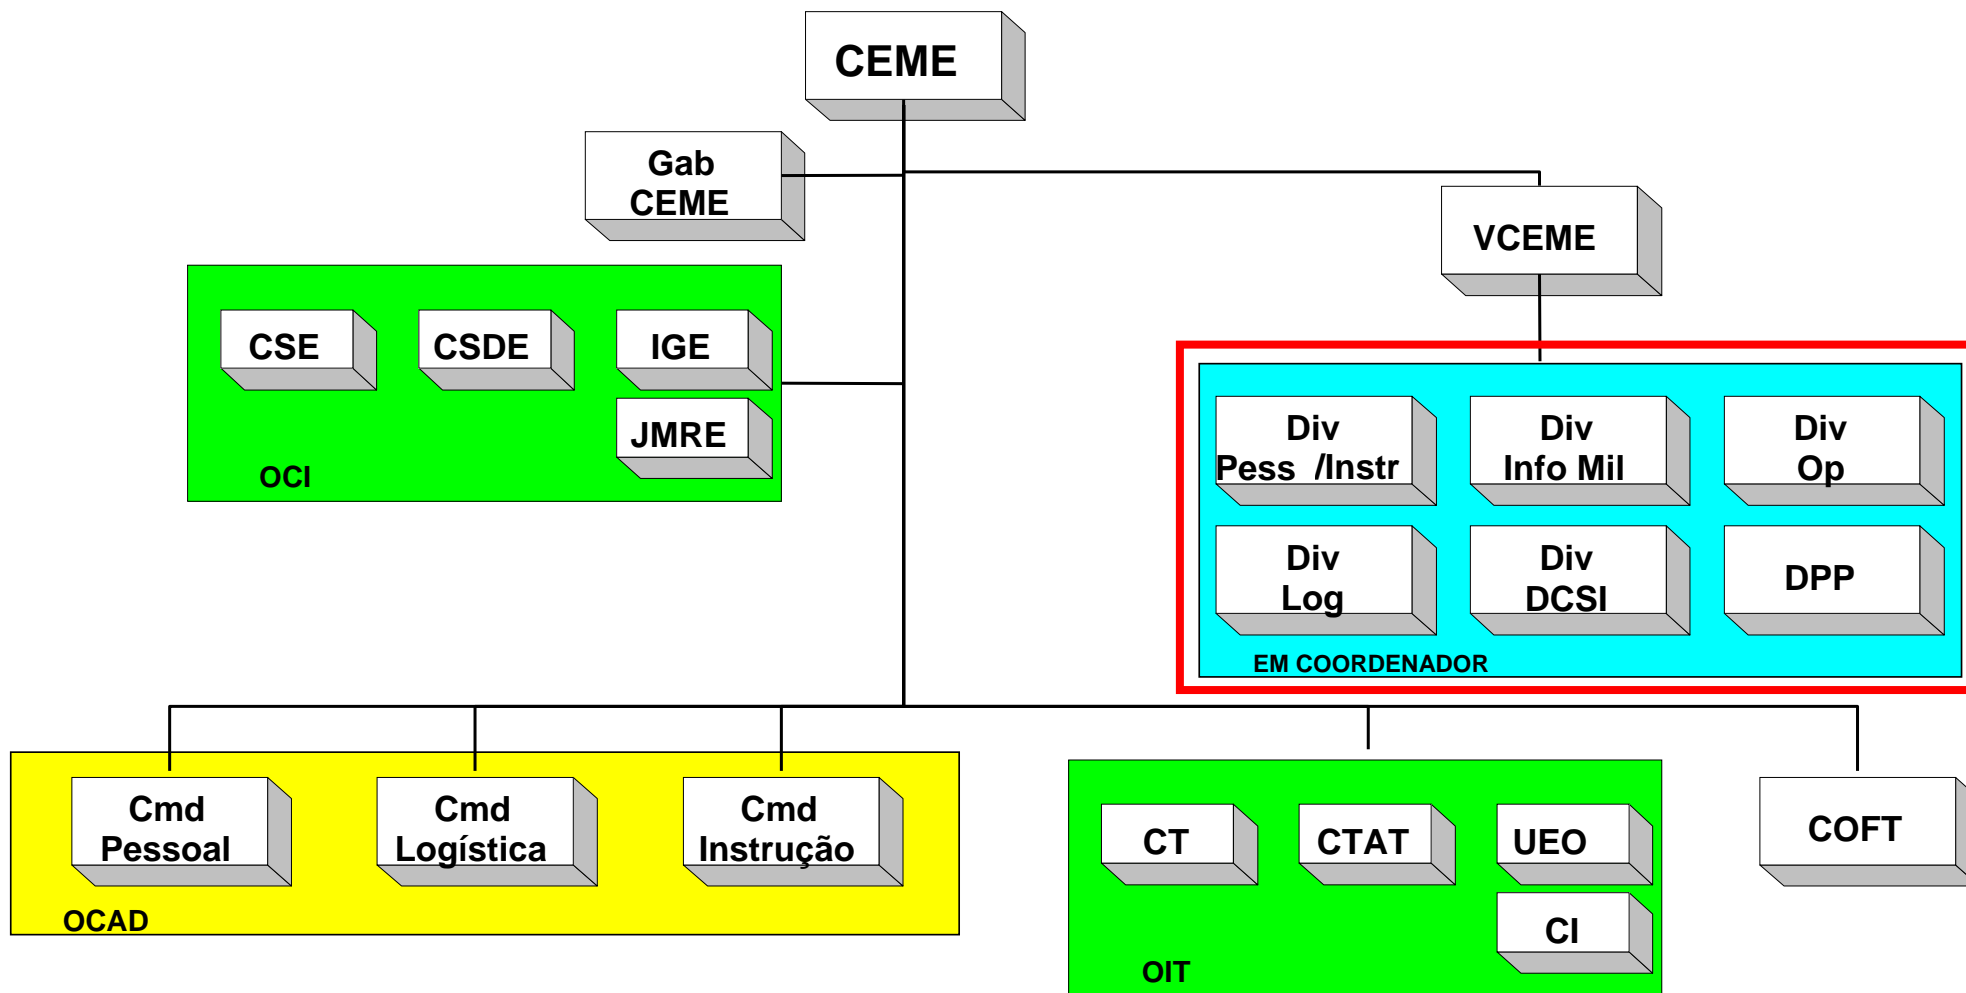 CEME
Gab
CEME
VCEME
CSE
CSDE
IGE
JMRE
OCI
Div
Pess /Instr
Div
Info Mil
Div
Op
Div
Log
Div
DCSI
DPP
EM COORDENADOR
Cmd
Pessoal
Cmd
Logística
Cmd
Instrução
OCAD
CT
CTAT
UEO
CI
OIT
COFT